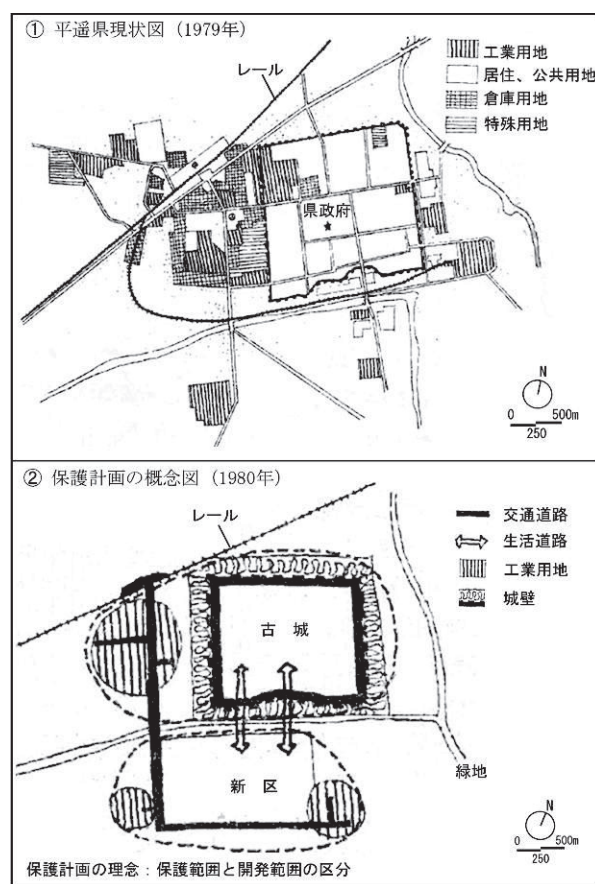 ① 平遥県現状図 (1979年)
工業用地
居住、公共用地
倉庫用地
特殊用地
レール
県政府
N
0 500m
250
② 保護計画の概念図 (1980年)
レール
交通道路
生活道路
工業用地
城壁
古 城
新 区
緑地
N
0 500m
250
保護計画の理念：保護範囲と開発範囲の区分